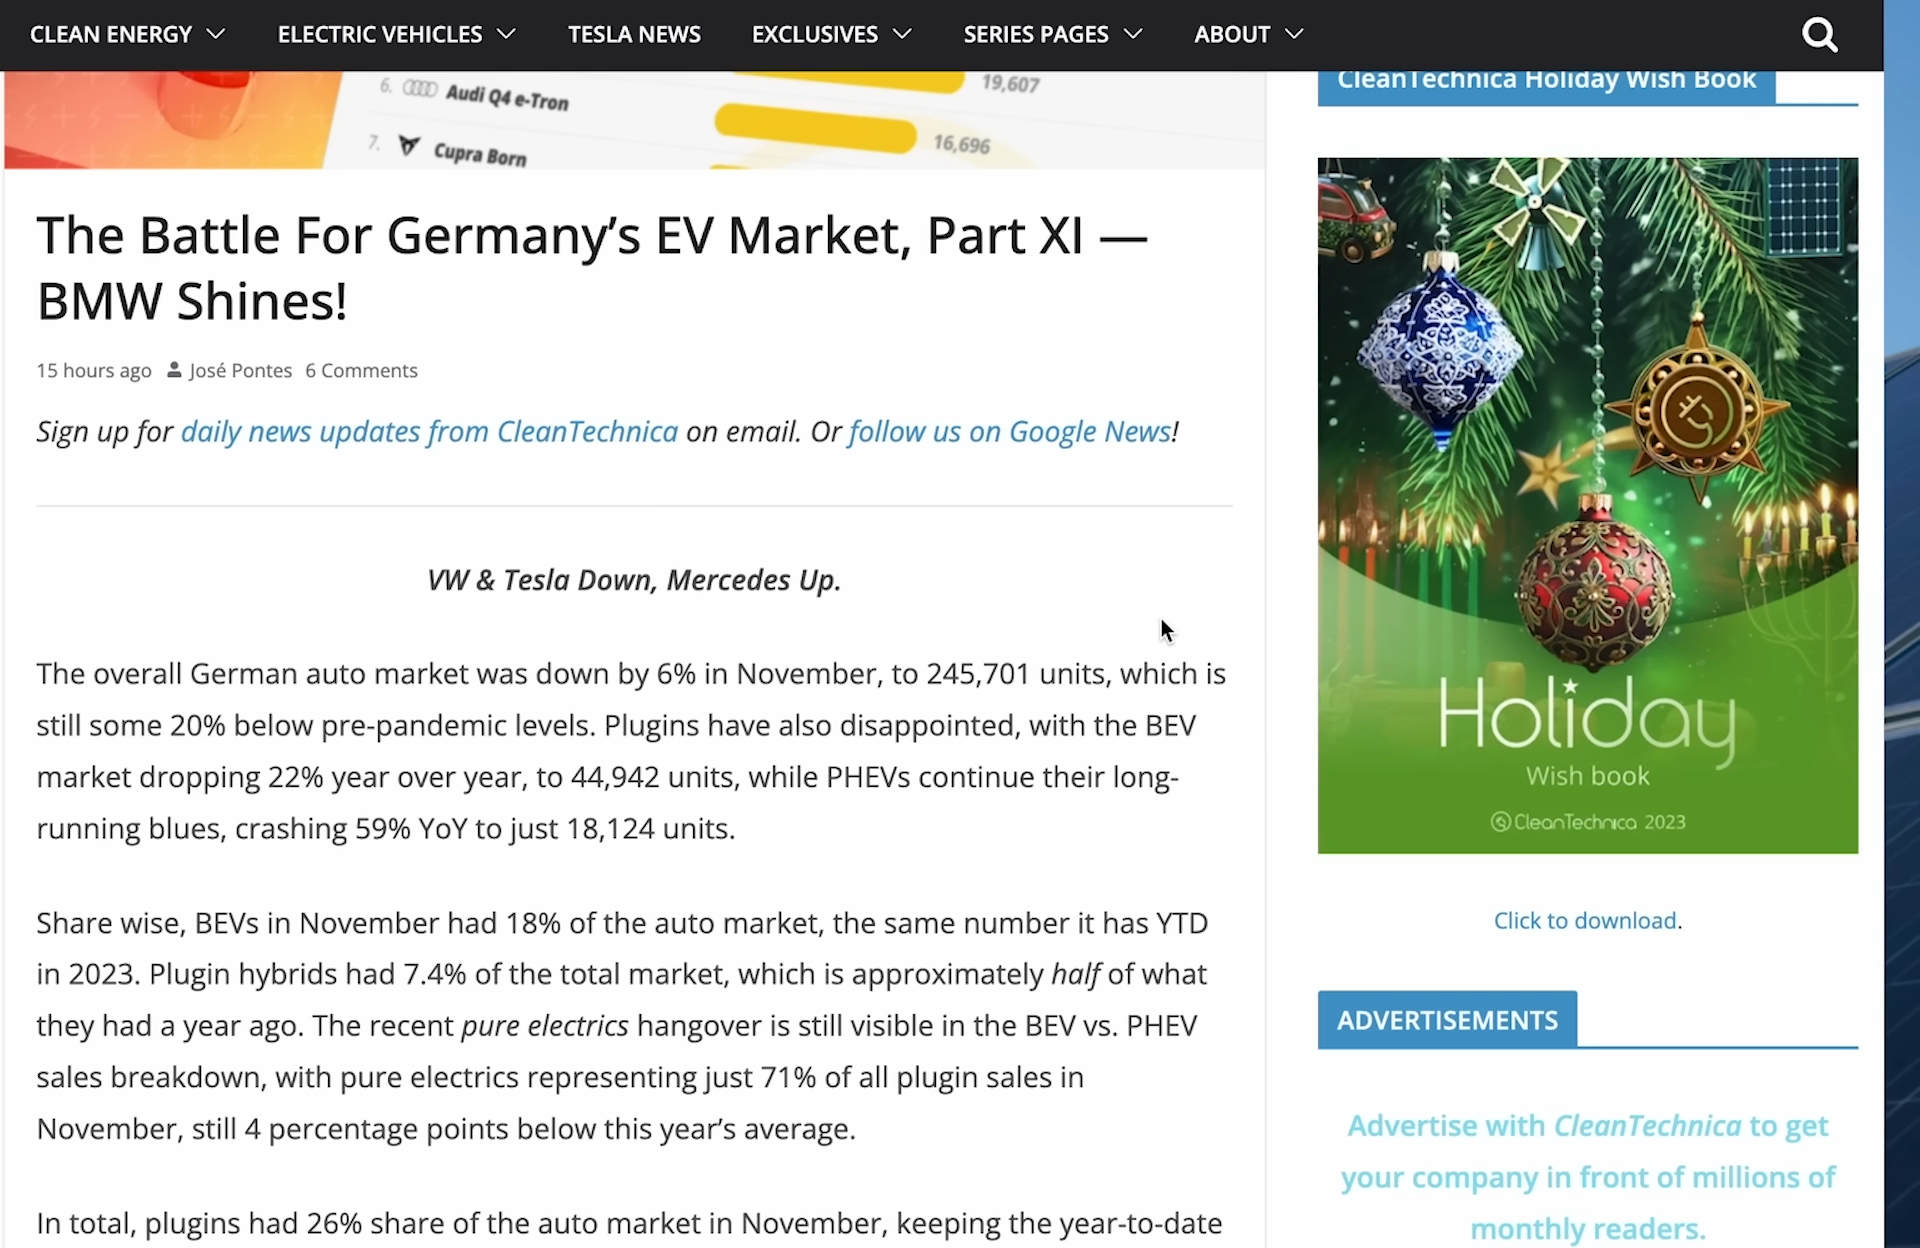 CLEAN ENERGY ELECTRIC VEHICLES TESLA NEWS EXCLUSIVES SERIES PAGES ABOUT
19,607
6. Audi Q4 e-Tron
7. Cupra Born
16,696
The Battle For Germany’s EV Market, Part XI —
BMW Shines!
15 hours ago José Pontes 6 Comments
Sign up for daily news updates from CleanTechnica on email. Or follow us on Google News!
VW & Tesla Down, Mercedes Up.
The overall German auto market was down by 6% in November, to 245,701 units, which is
still some 20% below pre-pandemic levels. Plugins have also disappointed, with the BEV
market dropping 22% year over year, to 44,942 units, while PHEVs continue their long-
running blues, crashing 59% YoY to just 18,124 units.
Share wise, BEVs in November had 18% of the auto market, the same number it has YTD
in 2023. Plugin hybrids had 7.4% of the total market, which is approximately half of what
they had a year ago. The recent pure electrics hangover is still visible in the BEV vs. PHEV
sales breakdown, with pure electrics representing just 71% of all plugin sales in
November, still 4 percentage points below this year’s average.
In total, plugins had 26% share of the auto market in November, keeping the year-to-date
CleanTechnica Holiday Wish Book
Holiday
Wish book
CleanTechnica 2023
Click to download.
ADVERTISEMENTS
Advertise with CleanTechnica to get
your company in front of millions of
monthly readers.